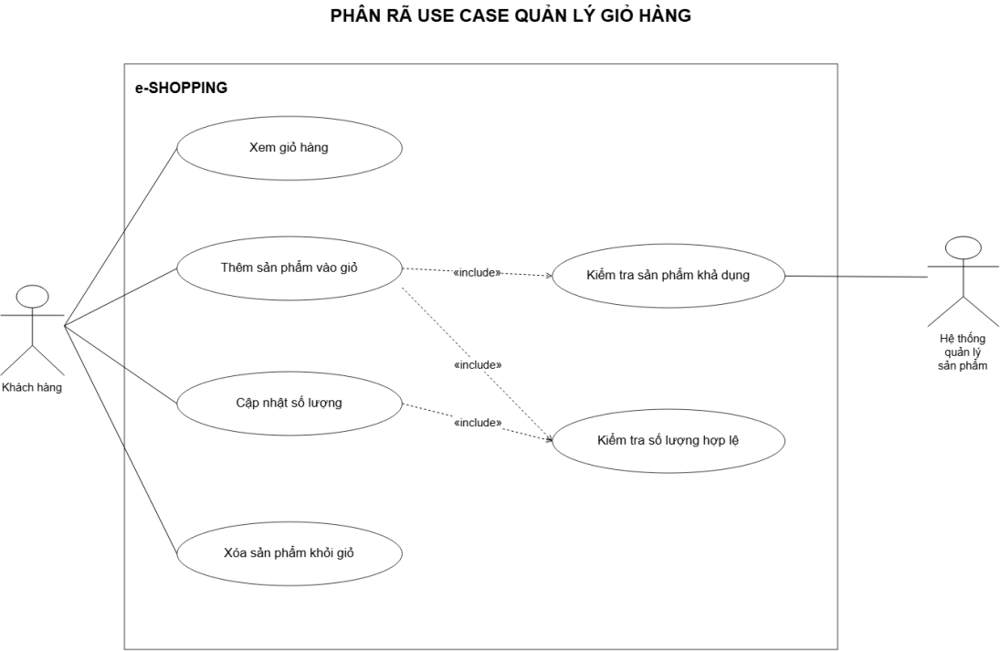 PHÂN RÃ USE CASE QUẢN LÝ GIỎ HÀNG
e-SHOPPING
Xem giỏ hàng
Thêm sản phẩm vào giỏ
«include»
Kiểm tra sản phẩm khả dụng
Khách hàng
Hệ thống
quản lý
sản phẩm
«include»
Cập nhật số lượng
«include»
Kiểm tra số lượng hợp lệ
Xóa sản phẩm khỏi giỏ